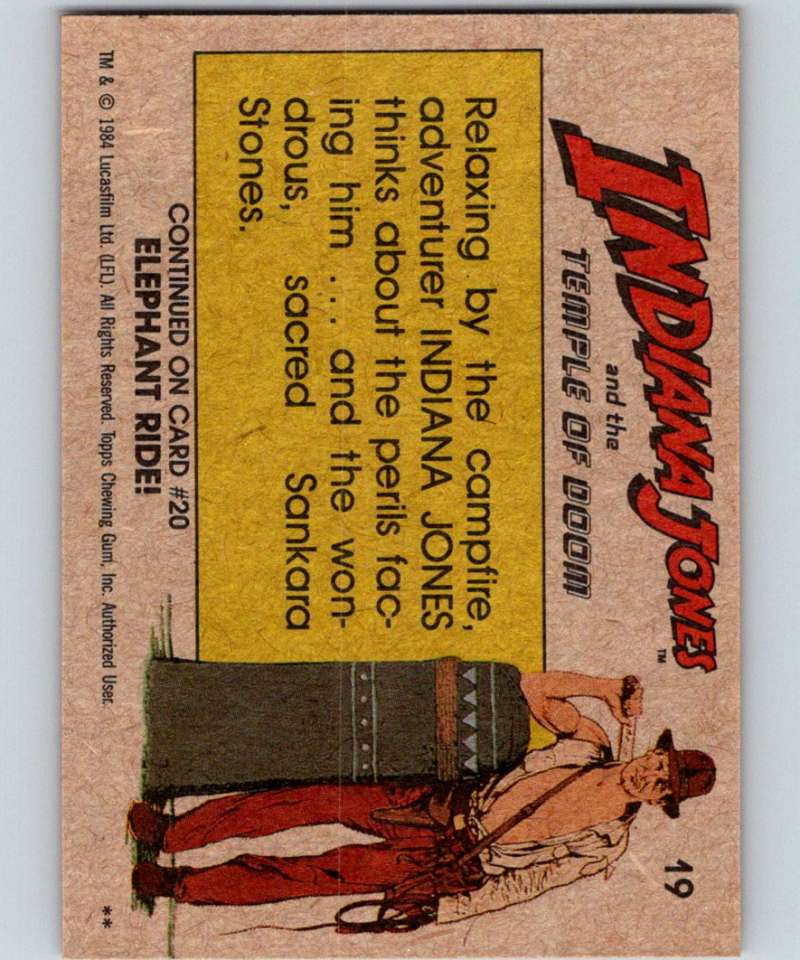 19
INDIANA JONES™
and the
TEMPLE OF DOOM
Relaxing by the campfire,
adventurer INDIANA JONES
thinks about the perils fac-
ing him . . . and the won-
drous, sacred Sankara
Stones.
CONTINUED ON CARD #20
ELEPHANT RIDE!
TM & © 1984 Lucasfilm Ltd. (LFL). All Rights Reserved. Topps Chewing Gum, Inc. Authorized User.
**